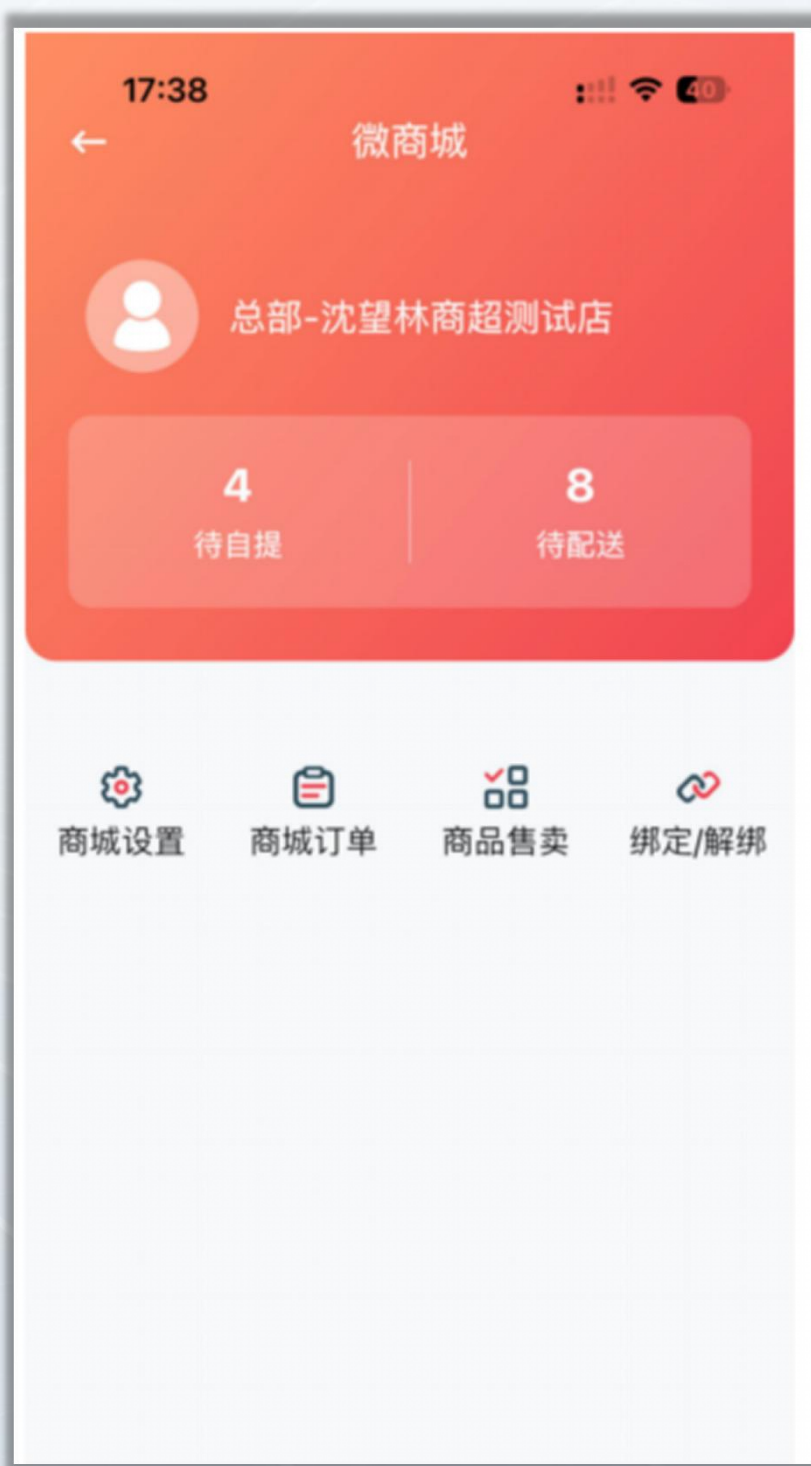 17:38
40
微商城
总部-沈望林商超测试店
4
8
待自提
待配送
商城设置
商城订单
商品售卖
绑定/解绑